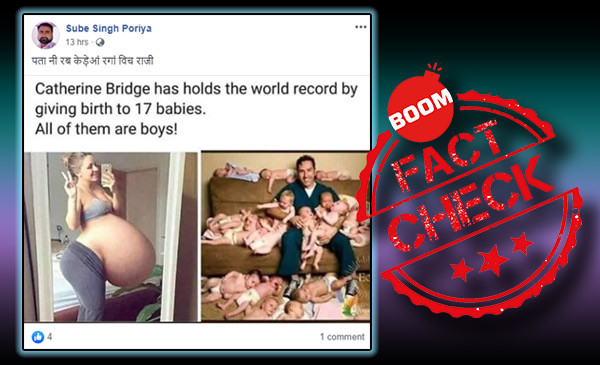 Sube Singh Poriya
13 hrs ·
पता नी रब केड़ेआं रगां विच राजी
Catherine Bridge has holds the world record by
giving birth to 17 babies.
All of them are boys!
BOOM
FACT
CHECK
4
1 comment